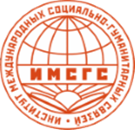 ИНСТИТУТ МЕЖДУНАРОДНЫХ СОЦИАЛЬНО-ГУМАНИТАРНЫХ СВЯЗЕЙ
ИМСГС